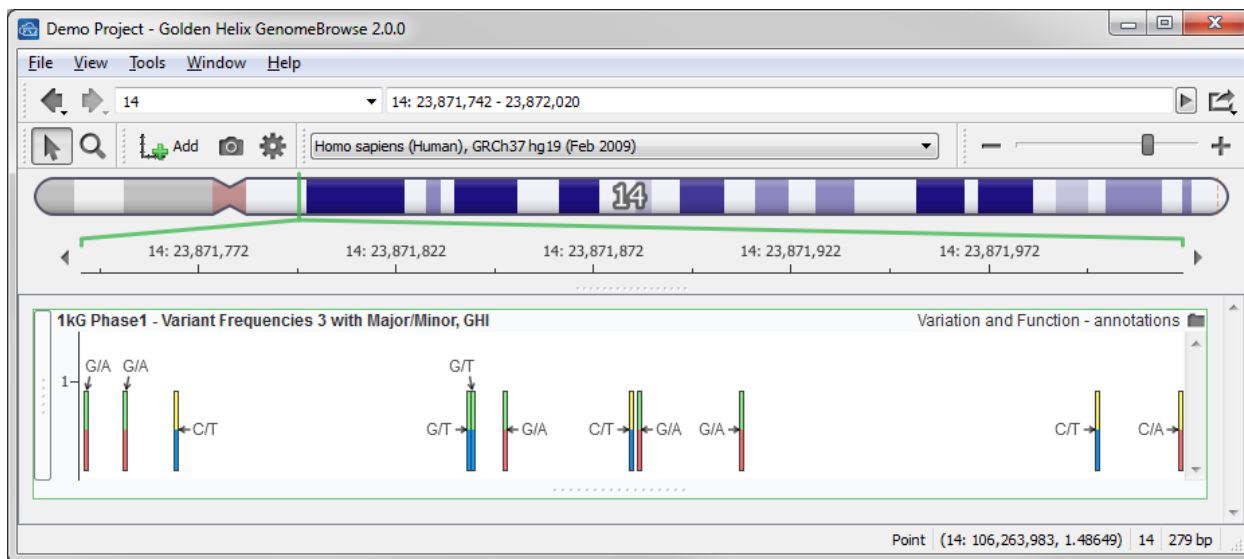 Demo Project - Golden Helix GenomeBrowse 2.0.0
File View Tools Window Help
14 14: 23,871,742 - 23,872,020
Add Homo sapiens (Human), GRCh37 hg19 (Feb 2009)
14
14: 23,871,772 14: 23,871,822 14: 23,871,872 14: 23,871,922 14: 23,871,972
1kG Phase1 - Variant Frequencies 3 with Major/Minor, GHI Variation and Function - annotations
G/A G/A G/T
1
C/T G/T G/A C/T G/A G/A C/T C/A
Point (14: 106,263,983, 1.48649) 14 279 bp